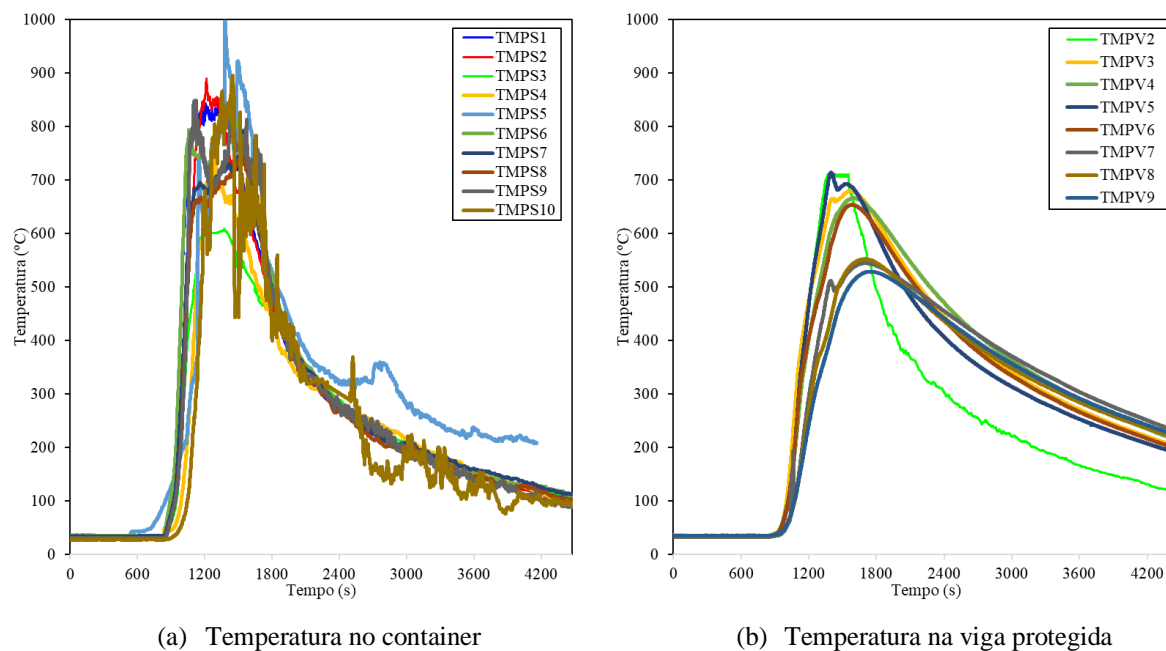 1000
900
800
700
600
500
400
300
200
100
0
Temperatura (ºC)
0 600 1200 1800 2400 3000 3600 4200
Tempo (s)
TMPS1
TMPS2
TMPS3
TMPS4
TMPS5
TMPS6
TMPS7
TMPS8
TMPS9
TMPS10
(a) Temperatura no container
1000
900
800
700
600
500
400
300
200
100
0
Temperatura (ºC)
0 600 1200 1800 2400 3000 3600 4200
Tempo (s)
TMPV2
TMPV3
TMPV4
TMPV5
TMPV6
TMPV7
TMPV8
TMPV9
(b) Temperatura na viga protegida